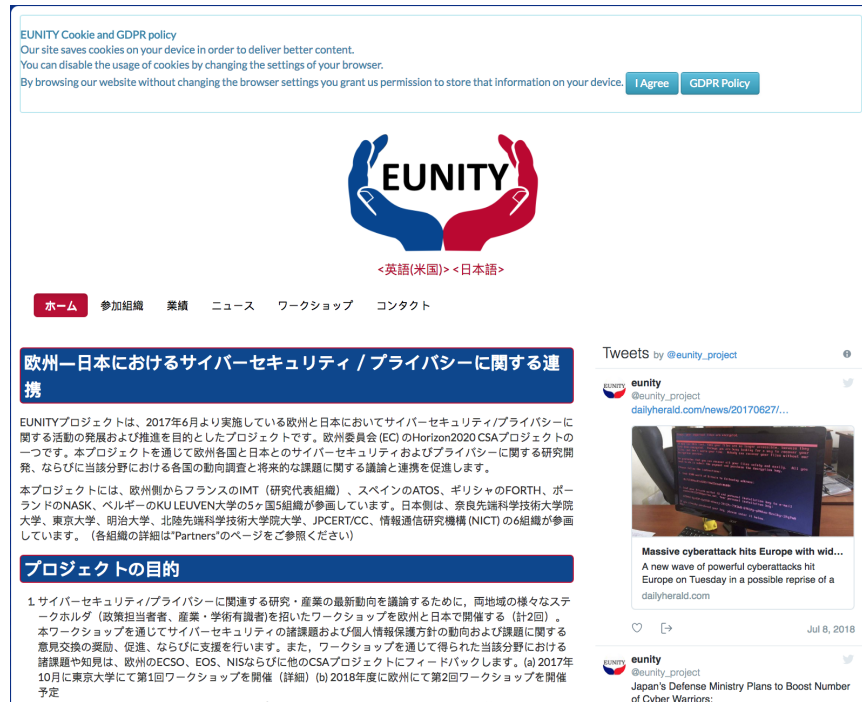 EUNITY Cookie and GDPR policy
Our site saves cookies on your device in order to deliver better content.
You can disable the usage of cookies by changing the settings of your browser.
By browsing our website without changing the browser settings you grant us permission to store that information on your device. I Agree GDPR Policy
EUNITY
<英語(米国)> <日本語>
ホーム 参加組織 業績 ニュース ワークショップ コンタクト
欧州—日本におけるサイバーセキュリティ / プライバシーに関する連
携
EUNITYプロジェクトは、2017年6月より実施している欧州と日本においてサイバーセキュリティ/プライバシーに
関する活動の発展および推進を目的としたプロジェクトです。欧州委員会 (EC) のHorizon2020 CSAプロジェクトの
一つです。本プロジェクトを通じて欧州各国と日本とのサイバーセキュリティおよびプライバシーに関する研究開
発、ならびに当該分野における各国の動向調査と将来的な課題に関する議論と連携を促進します。
本プロジェクトには、欧州側からフランスのIMT（研究代表組織）、スペインのATOS、ギリシャのFORTH、ポー
ランドのNASK、ベルギーのKU LEUVEN大学の5ヶ国5組織が参画しています。日本側は、奈良先端科学技術大学院
大学、東京大学、明治大学、北陸先端科学技術大学院大学、JPCERT/CC、情報通信研究機構 (NICT) の6組織が参画
しています。（各組織の詳細は"Partners"のページをご参照ください）
プロジェクトの目的
1. サイバーセキュリティ/プライバシーに関連する研究・産業の最新動向を議論するために，両地域の様々なステ
ークホルダ（政策担当者者、産業・学術有識者)を招いたワークショップを欧州と日本で開催する（計2回）。
本ワークショップを通じてサイバーセキュリティの諸課題および個人情報保護方針の動向および課題に関する
意見交換の奨励、促進、ならびに支援を行います。また，ワークショップを通じて得られた当該分野における
諸課題や知見は、欧州のECSO、EOS、NISならびに他のCSAプロジェクトにフィードバックします。(a) 2017年
10月に東京大学にて第1回ワークショップを開催（詳細）(b) 2018年度に欧州にて第2回ワークショップを開催
予定
Tweets by @eunity_project
EUNITY
eunity
@eunity_project
dailyherald.com/news/20170627/…
Massive cyberattack hits Europe with wid...
A new wave of powerful cyberattacks hit
Europe on Tuesday in a possible reprise of a
dailyherald.com
Jul 8, 2018
EUNITY
eunity
@eunity_project
Japan's Defense Ministry Plans to Boost Number
of Cyber Warriors: